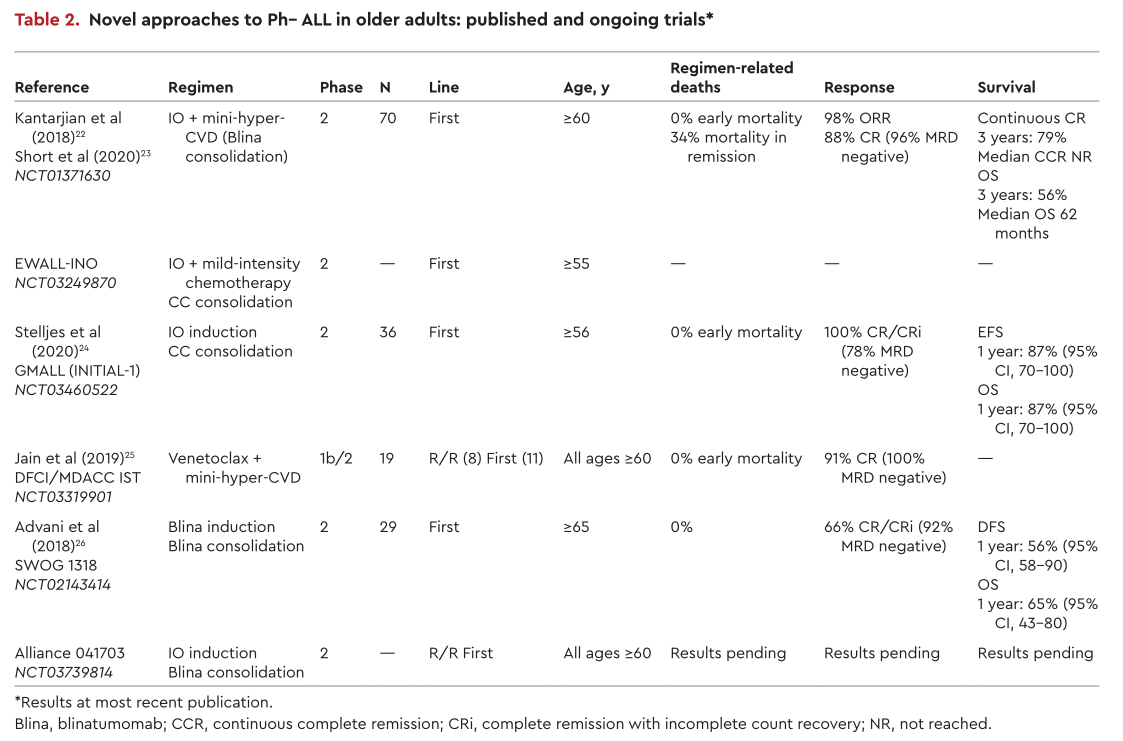 Table 2. Novel approaches to Ph– ALL in older adults: published and ongoing trials*
Reference Regimen Phase N Line Age, y Regimen-related deaths Response Survival
Kantarjian et al (2018)22 Short et al (2020)23 NCT01371630 IO + mini-hyper-CVD (Blina consolidation) 2 70 First ≥60 0% early mortality 34% mortality in remission 98% ORR 88% CR (96% MRD negative) Continuous CR 3 years: 79% Median CCR NR OS 3 years: 56% Median OS 62 months
EWALL-INO NCT03249870 IO + mild-intensity chemotherapy CC consolidation 2 — First ≥55 — — —
Stelljes et al (2020)24 GMALL (INITIAL-1) NCT03460522 IO induction CC consolidation 2 36 First ≥56 0% early mortality 100% CR/CRi (78% MRD negative) EFS 1 year: 87% (95% CI, 70–100) OS 1 year: 87% (95% CI, 70–100)
Jain et al (2019)25 DFCI/MDACC IST NCT03319901 Venetoclax + mini-hyper-CVD 1b/2 19 R/R (8) First (11) All ages ≥60 0% early mortality 91% CR (100% MRD negative) —
Advani et al (2018)26 SWOG 1318 NCT02143414 Blina induction Blina consolidation 2 29 First ≥65 0% 66% CR/CRi (92% MRD negative) DFS 1 year: 56% (95% CI, 58–90) OS 1 year: 65% (95% CI, 43–80)
Alliance 041703 NCT03739814 IO induction Blina consolidation 2 — R/R First All ages ≥60 Results pending Results pending Results pending
*Results at most recent publication.
Blina, blinatumomab; CCR, continuous complete remission; CRi, complete remission with incomplete count recovery; NR, not reached.